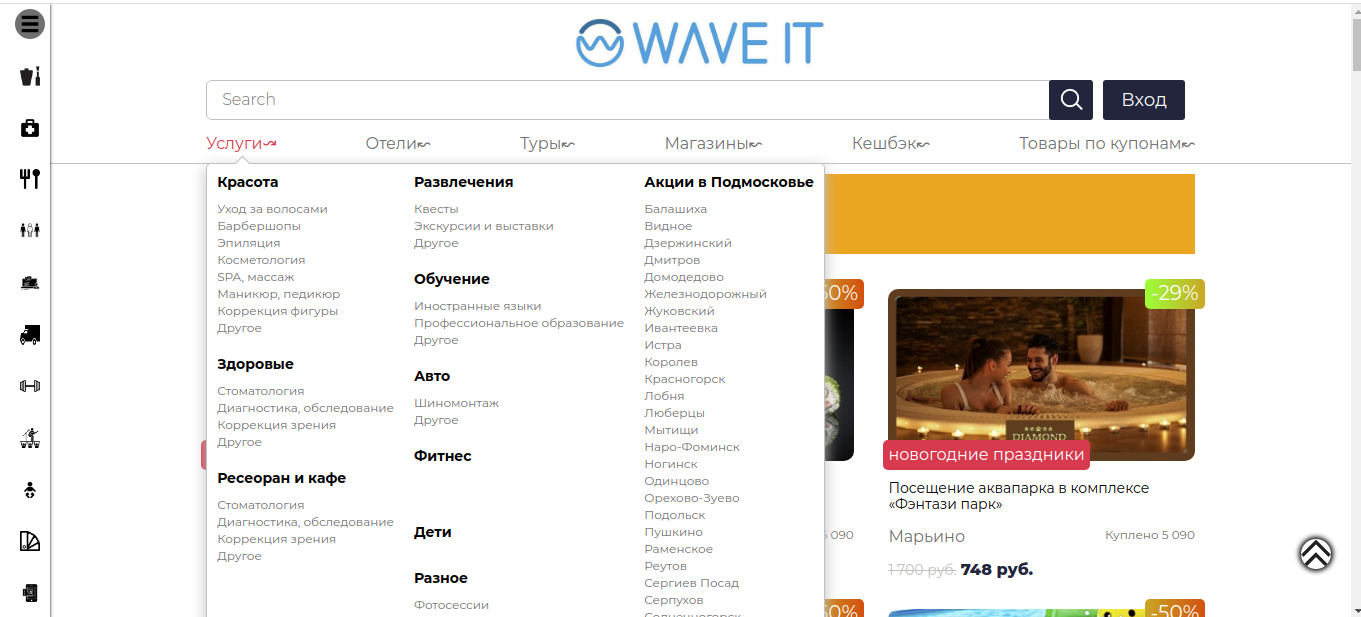 WAVE IT
Search
Вход
Услуги
Отели
Туры
Магазины
Кешбэк
Товары по купонам
Красота
Уход за волосами
Барбершопы
Эпиляция
Косметология
SPA, массаж
Маникюр, педикюр
Коррекция фигуры
Другое
Здоровые
Стоматология
Диагностика, обследование
Коррекция зрения
Другое
Ресеоран и кафе
Стоматология
Диагностика, обследование
Коррекция зрения
Другое
Развлечения
Квесты
Экскурсии и выставки
Другое
Обучение
Иностранные языки
Профессиональное образование
Другое
Авто
Шиномонтаж
Другое
Фитнес
Дети
Разное
Фотосессии
Акции в Подмосковье
Балашиха
Видное
Дзержинский
Дмитров
Домодедово
Железнодорожный
Жуковский
Ивантеевка
Истра
Королев
Красногорск
Лобня
Люберцы
Мытищи
Наро-Фоминск
Ногинск
Одинцово
Орехово-Зуево
Подольск
Пушкино
Раменское
Реутов
Сергиев Посад
Серпухов
Солнечногорск
0%
090
0%
-29%
DIAMOND
новогодние праздники
Посещение аквапарка в комплексе
«Фэнтази парк»
Марьино
Куплено 5 090
1 700 руб. 748 руб.
-50%